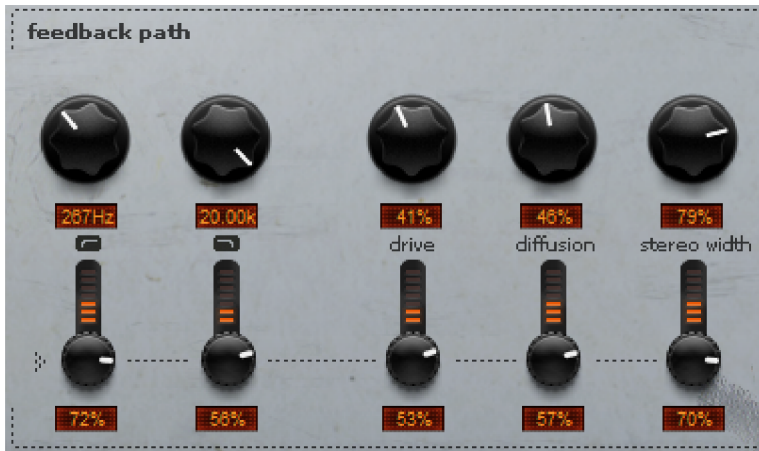 feedback path
267Hz 20.00k 41% 46% 79%
drive diffusion stereo width
72% 56% 53% 57% 70%